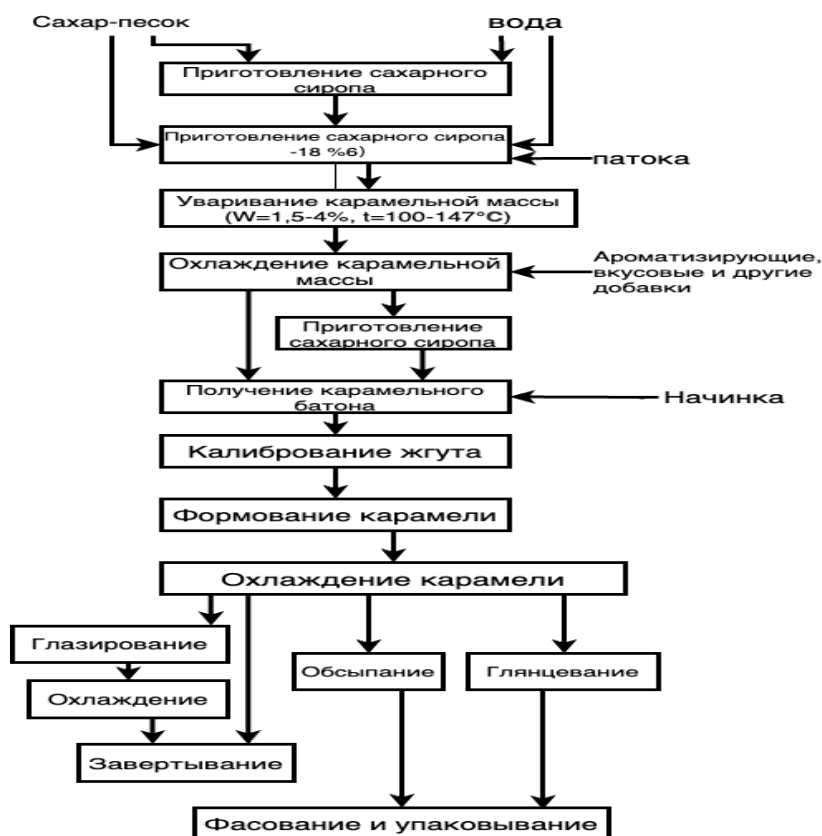 Сахар-песок
вода
Приготовление сахарного
сиропа
Приготовление сахарного сиропа
-18 %6)
патока
Уваривание карамельной массы
(W=1,5-4%, t=100-147°C)
Охлаждение карамельной
массы
Ароматизирующие,
вкусовые и другие
добавки
Приготовление
сахарного сиропа
Получение карамельного
батона
Начинка
Калибрование жгута
Формование карамели
Охлаждение карамели
Глазирование
Обсыпание
Глянцевание
Охлаждение
Завертывание
Фасование и упаковывание